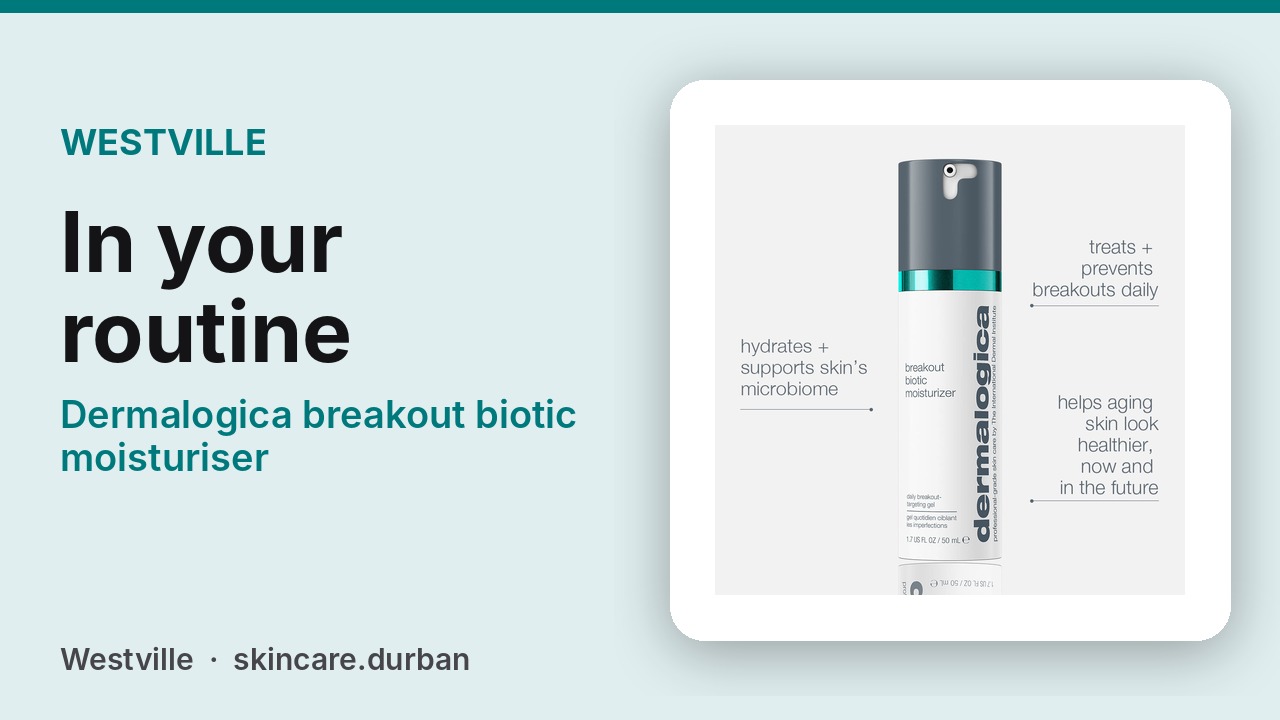 WESTVILLE
In your
routine
Dermalogica breakout biotic
moisturiser
Westville · skincare.durban
hydrates +
supports skin's
microbiome
breakout
biotic
moisturizer
dermalogica
professional-grade skin care by The International Dermal Institute
daily breakout-
targeting gel
gel quotidien ciblant
les imperfections
1.7 US FL OZ / 50 mL ℮
treats +
prevents
breakouts daily
helps aging
skin look
healthier,
now and
in the future